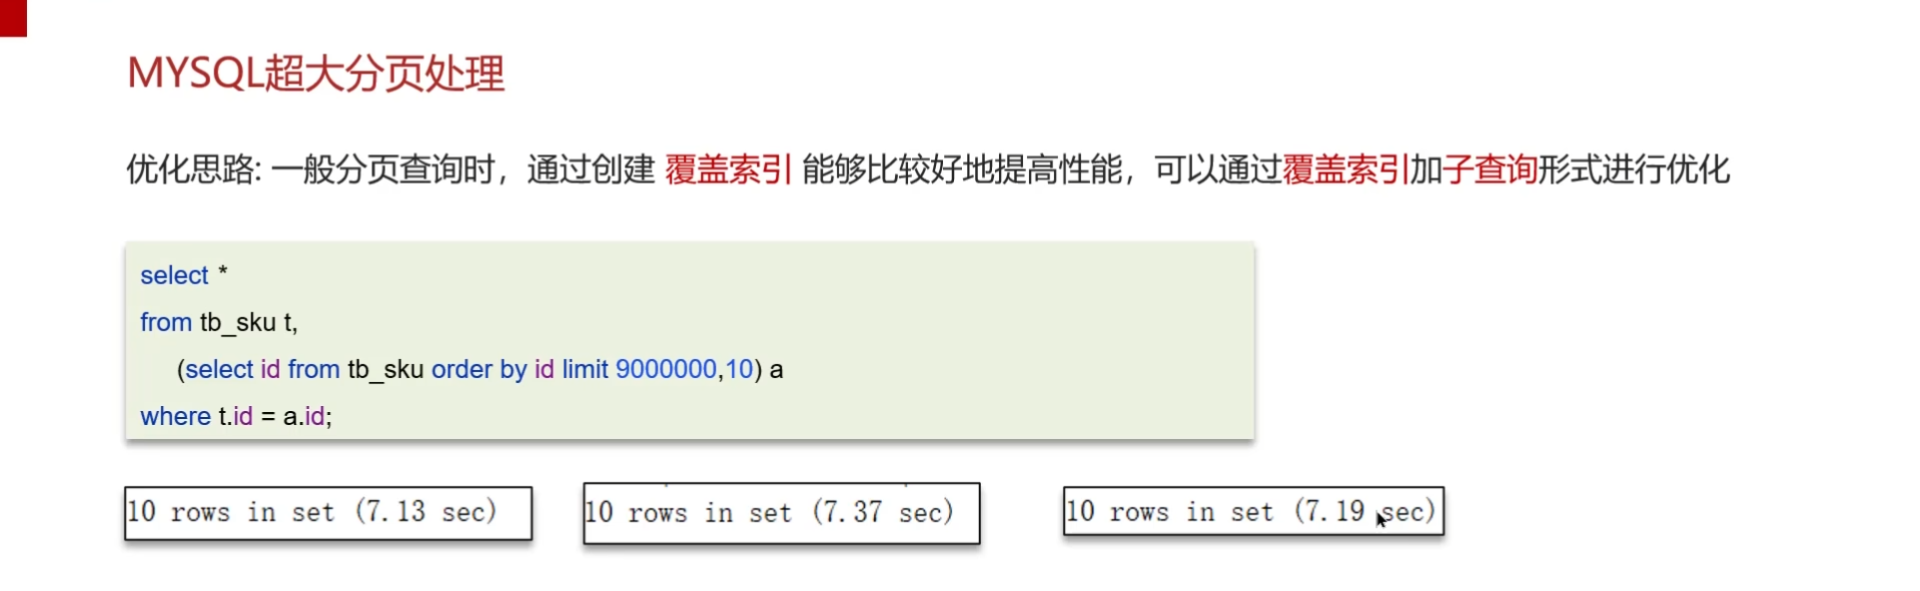 MYSQL超大分页处理
优化思路: 一般分页查询时，通过创建 覆盖索引 能够比较好地提高性能，可以通过覆盖索引加子查询形式进行优化
select *
from tb_sku t,
(select id from tb_sku order by id limit 9000000,10) a
where t.id = a.id;
10 rows in set (7.13 sec)
10 rows in set (7.37 sec)
10 rows in set (7.19 sec)